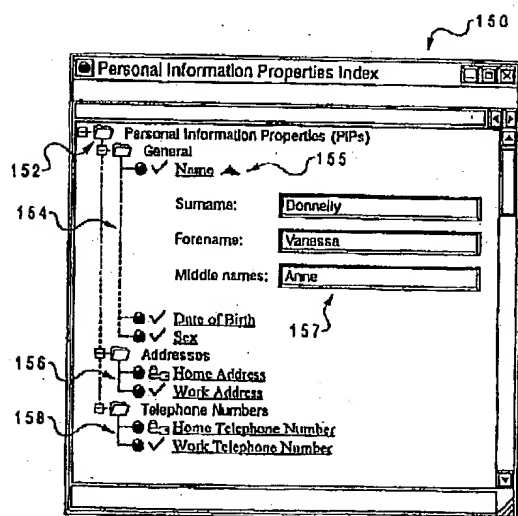 150
Personal Information Properties Index
152
Personal Information Properties (PIPs)
General
Name
155
154
Surname: Donnelly
Forename: Vanessa
Middle names: Anne
157
Date of Birth
Sex
Addresses
156
Home Address
Work Address
Telephone Numbers
158
Home Telephone Number
Work Telephone Number